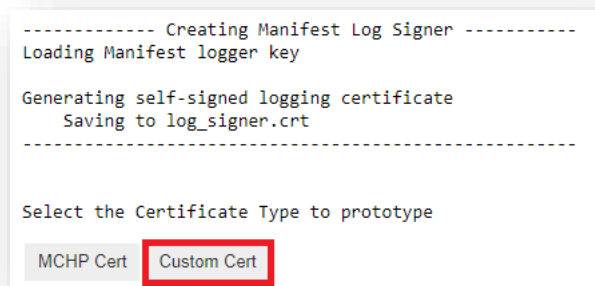 ------------- Creating Manifest Log Signer -----------
Loading Manifest logger key
Generating self-signed logging certificate
    Saving to log_signer.crt
-------------------------------------------------------
Select the Certificate Type to prototype
MCHP Cert Custom Cert